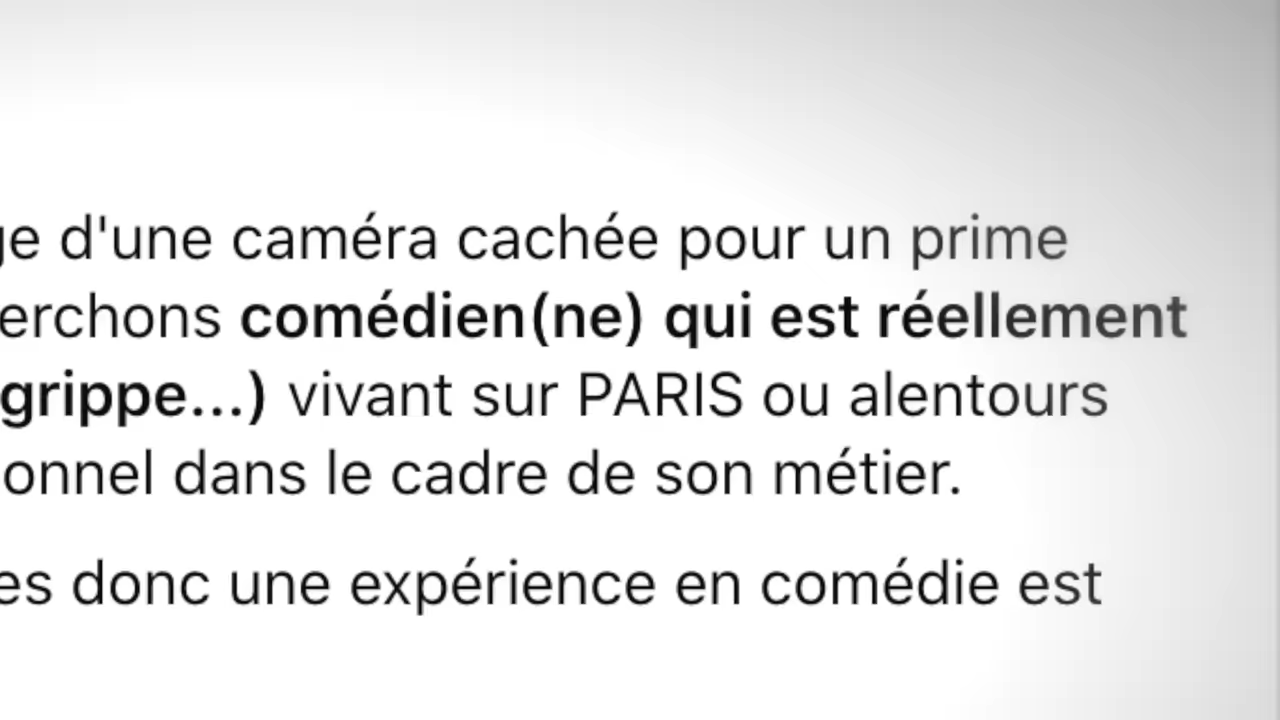 ge d'une caméra cachée pour un prime
erchons comédien(ne) qui est réellement
grippe...) vivant sur PARIS ou alentours
onnel dans le cadre de son métier.
es donc une expérience en comédie est